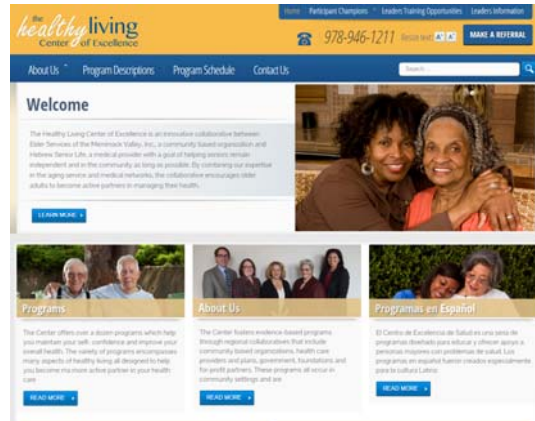 the
healthy living
Center of Excellence
Home Participant Champions Leaders Training Opportunities Leaders Information
978-946-1211 Resize text: A+ A-
MAKE A REFERRAL
About Us Program Descriptions Program Schedule Contact Us
Search...
Welcome
The Healthy Living Center of Excellence is an innovative collaborative between
Elder Services of the Merrimack Valley, Inc., a community based organization and
Hebrew Senior Life, a medical provider with a goal of helping seniors remain
independent and in the community as long as possible. By combining our expertise
in the aging service and medical networks, the collaborative encourages older
adults to become active partners in managing their health.
LEARN MORE
Programs
The Center offers over a dozen programs which help
you maintain your self- confidence and improve your
overall health. The variety of programs encompasses
many aspects of healthy living all designed to help
you become ma more active partner in your health
care
READ MORE
About Us
The Center fosters evidence-based programs
through regional collaboratives that include
community based organizations, health care
providers and plans, government, foundations and
for-profit partners. These programs all occur in
community settings and are
READ MORE
Programas en Español
El Centro de Excelencia de Salud es una seria de
programas diseñado para educar y ofrecer apoyo a
personas mayores con problemas de salud. Los
programas en español fueron creados especialmente
para la cultura Latina.
READ MORE